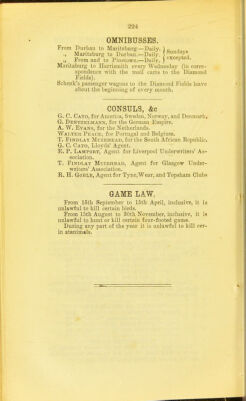 224
OMNIBUSSES.
From Durban to Maritzburg—Daily, } Sundays
„ Maritzburg to Durban.—Daily } excepted.
„ From and to Pinetown.—Daily, }
Maritzburg to Harrismith every Wednesday (in corres-
pondence with the mail carts to the Diamond
Fields).
Schenk's passenger wagons to the Diamond Fields leave
about the beginning of every month.
CONSULS, &c
G. C. Cato, for America, Sweden, Norway, and Denmark,
G. Dentzelmann, for the German Empire.
A. W. Evans, for the Netherlands.
Walter Peace, for Portugal and Belgium.
T. Findlay Muirhead, for the South African Republic,
G. C. Cato, Lloyds' Agent.
E. P. Lamport, Agent for Liverpool Underwriters' As-
sociation.
T. Findlay Muirhead, Agent for Glasgow Under-
writers' Association.
R. H. Goble, Agent for Tyne, Wear, and Topsham Clubs
GAME LAW.
From 15th September to 15th April, inclusive, it is
unlawful to kill certain birds.
From 15th August to 30th November, inclusive, it is
unlawful to hunt or kill certain four-footed game.
During any part of the year it is unlawful to kill cer-
in atenimals.